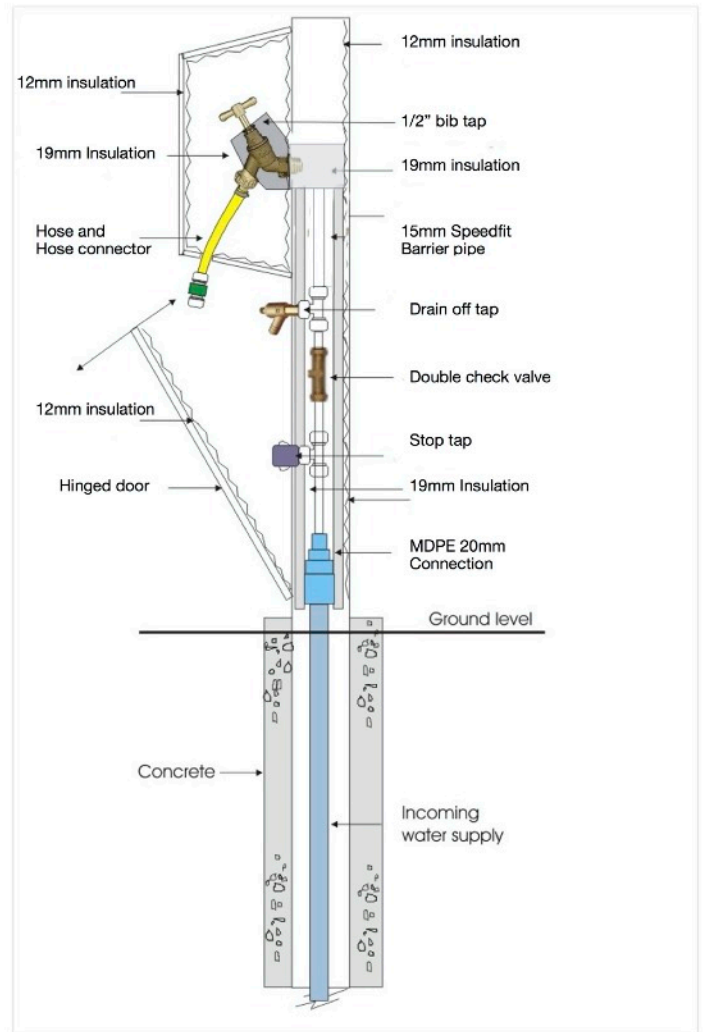 12mm insulation
12mm insulation
1/2" bib tap
19mm Insulation
19mm insulation
Hose and
Hose connector
15mm Speedfit
Barrier pipe
Drain off tap
Double check valve
12mm insulation
Stop tap
Hinged door
19mm Insulation
MDPE 20mm
Connection
Ground level
Concrete
Incoming
water supply